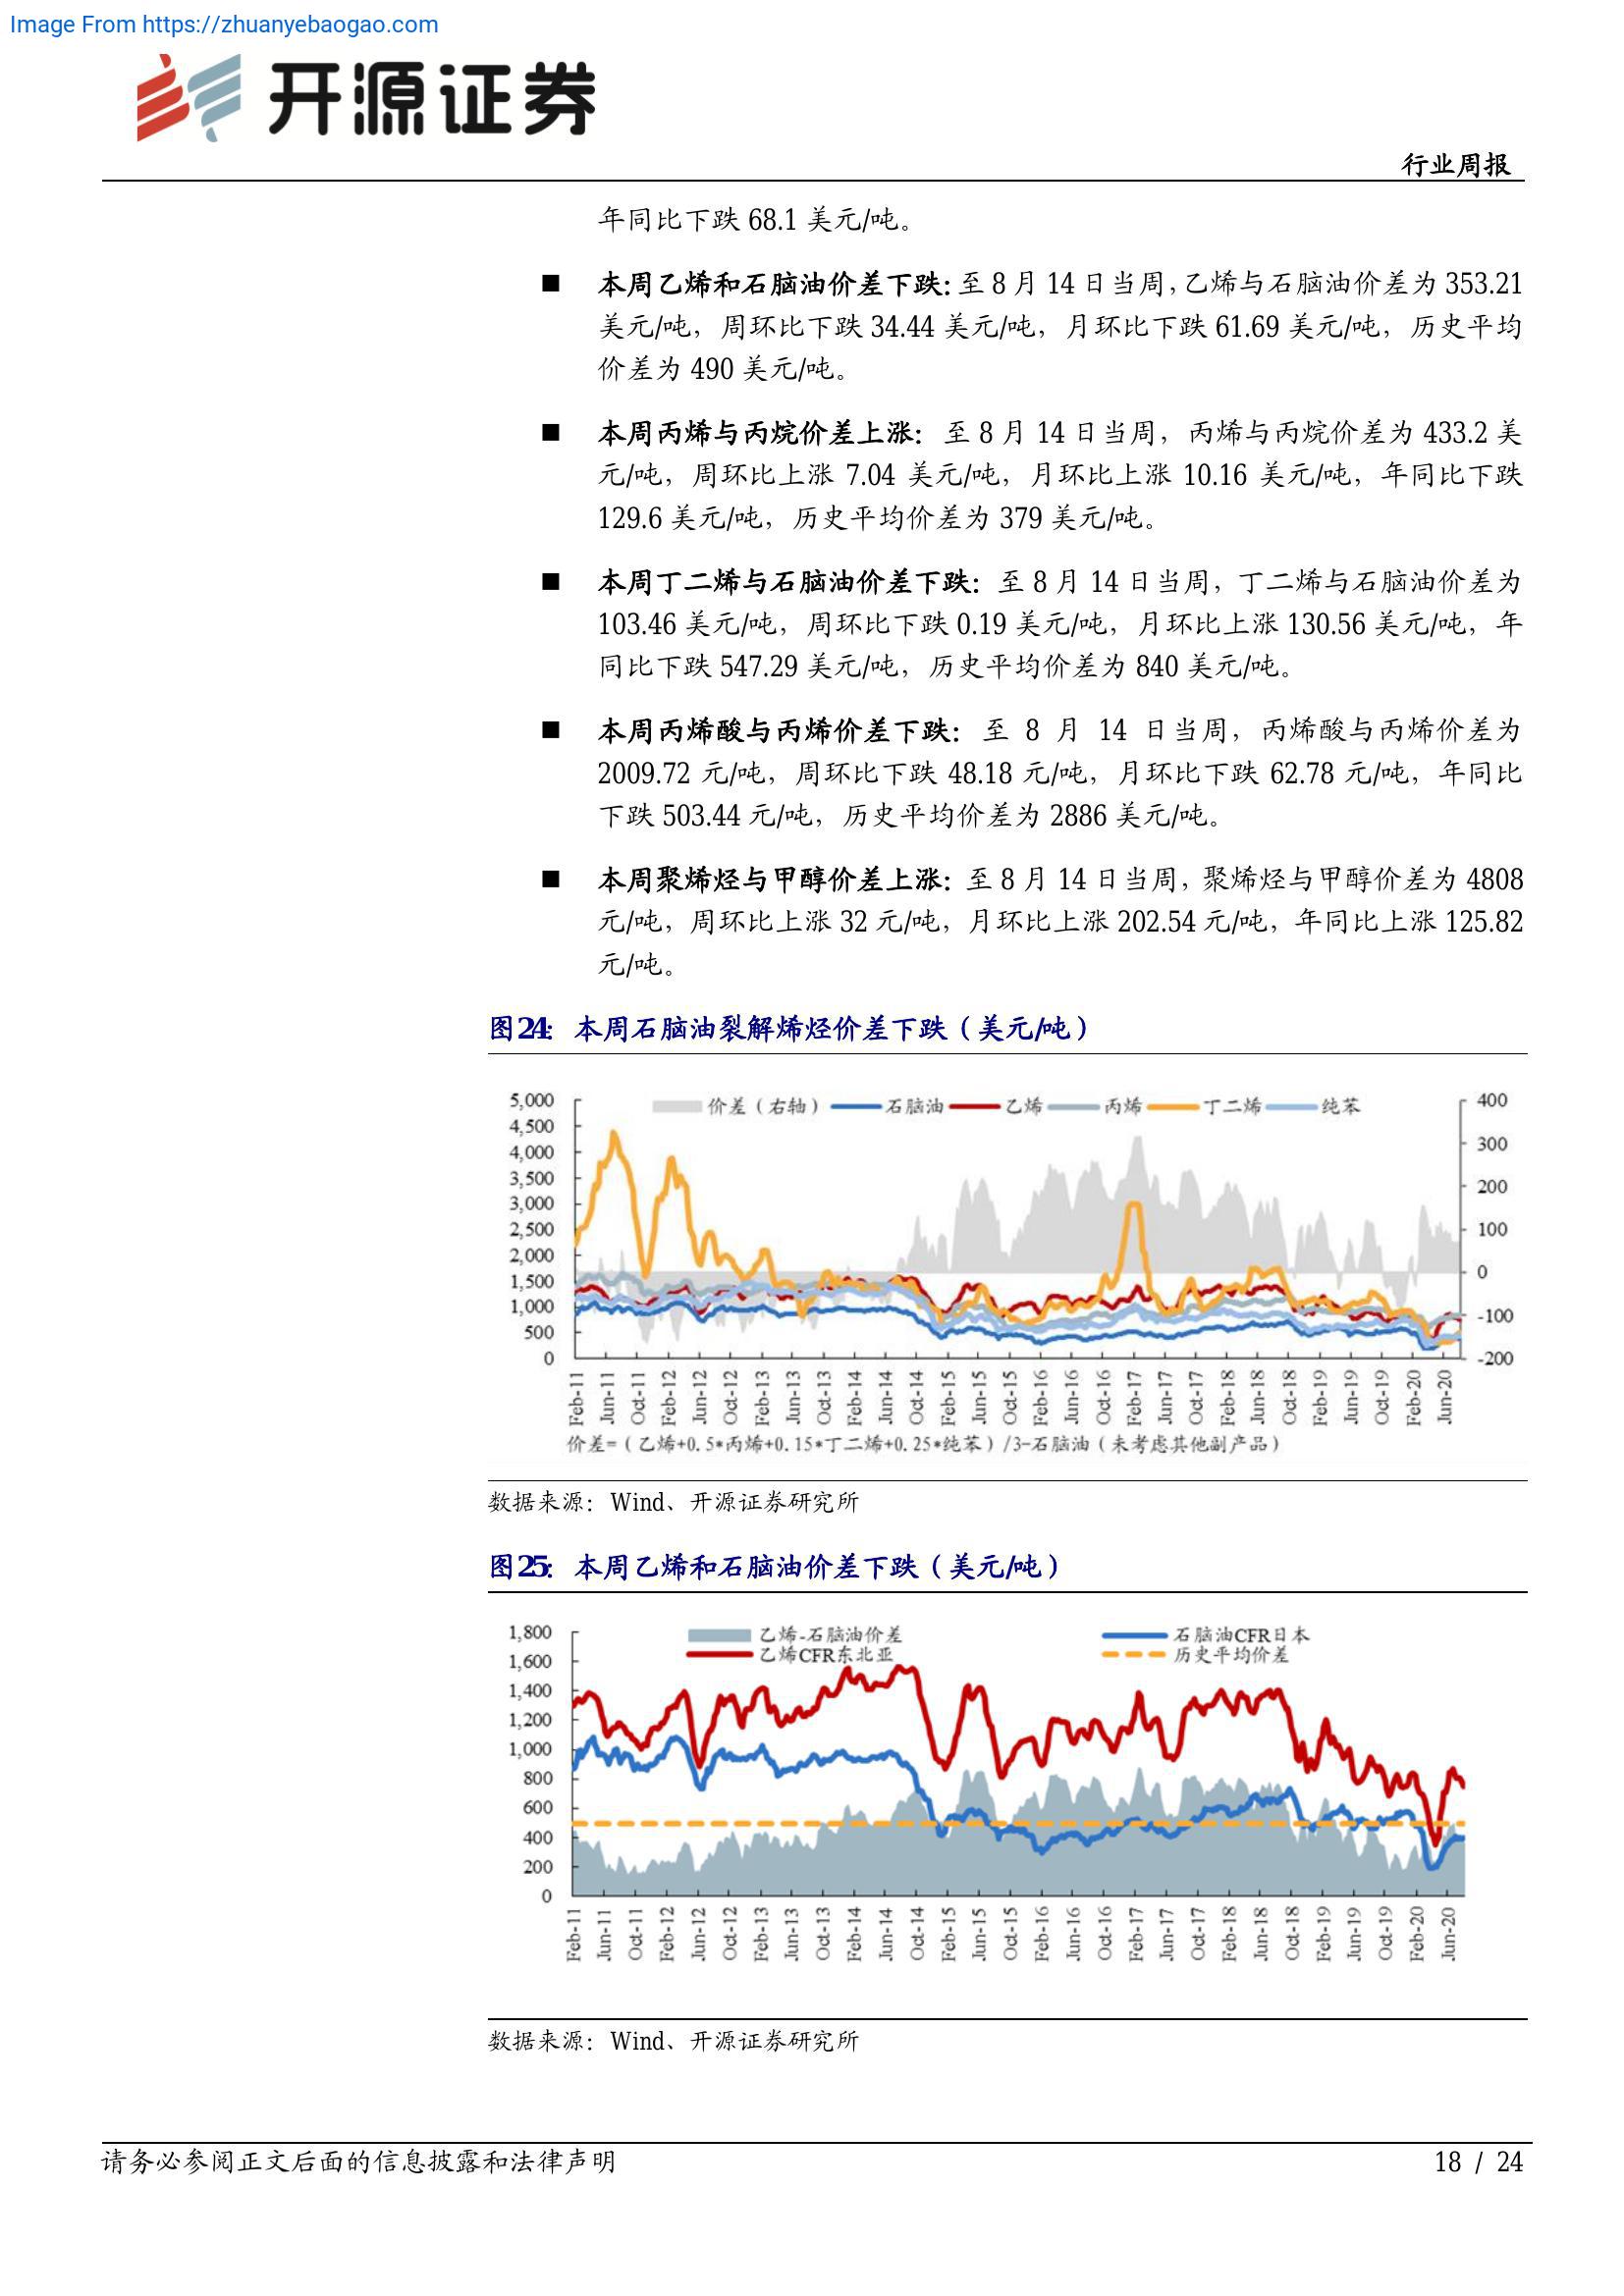 Image From https://zhuanyebaogao.com
开源证券
行业周报
年同比下跌 68.1 美元/吨。
■ 本周乙烯和石脑油价差下跌：至 8 月 14 日当周，乙烯与石脑油价差为 353.21
美元/吨，周环比下跌 34.44 美元/吨，月环比下跌 61.69 美元/吨，历史平均
价差为 490 美元/吨。
■ 本周丙烯与丙烷价差上涨：至 8 月 14 日当周，丙烯与丙烷价差为 433.2 美
元/吨，周环比上涨 7.04 美元/吨，月环比上涨 10.16 美元/吨，年同比下跌
129.6 美元/吨，历史平均价差为 379 美元/吨。
■ 本周丁二烯与石脑油价差下跌：至 8 月 14 日当周，丁二烯与石脑油价差为
103.46 美元/吨，周环比下跌 0.19 美元/吨，月环比上涨 130.56 美元/吨，年
同比下跌 547.29 美元/吨，历史平均价差为 840 美元/吨。
■ 本周丙烯酸与丙烯价差下跌：至 8 月 14 日当周，丙烯酸与丙烯价差为
2009.72 元/吨，周环比下跌 48.18 元/吨，月环比下跌 62.78 元/吨，年同比
下跌 503.44 元/吨，历史平均价差为 2886 美元/吨。
■ 本周聚烯烃与甲醇价差上涨：至 8 月 14 日当周，聚烯烃与甲醇价差为 4808
元/吨，周环比上涨 32 元/吨，月环比上涨 202.54 元/吨，年同比上涨 125.82
元/吨。
图24：本周石脑油裂解烯烃价差下跌（美元/吨）
价差（右轴） 石脑油 乙烯 丙烯 丁二烯 纯苯
5,000 400
4,500
4,000 300
3,500
3,000 200
2,500 100
2,000
1,500 0
1,000 -100
500
0 -200
Feb-11 Jun-11 Oct-11 Feb-12 Jun-12 Oct-12 Feb-13 Jun-13 Oct-13 Feb-14 Jun-14 Oct-14 Feb-15 Jun-15 Oct-15 Feb-16 Jun-16 Oct-16 Feb-17 Jun-17 Oct-17 Feb-18 Jun-18 Oct-18 Feb-19 Jun-19 Oct-19 Feb-20 Jun-20
价差=（乙烯+0.5*丙烯+0.15*丁二烯+0.25*纯苯）/3-石脑油（未考虑其他副产品）
数据来源：Wind、开源证券研究所
图25：本周乙烯和石脑油价差下跌（美元/吨）
乙烯-石脑油价差 石脑油CFR日本
乙烯CFR东北亚 历史平均价差
1,800
1,600
1,400
1,200
1,000
800
600
400
200
0
Feb-11 Jun-11 Oct-11 Feb-12 Jun-12 Oct-12 Feb-13 Jun-13 Oct-13 Feb-14 Jun-14 Oct-14 Feb-15 Jun-15 Oct-15 Feb-16 Jun-16 Oct-16 Feb-17 Jun-17 Oct-17 Feb-18 Jun-18 Oct-18 Feb-19 Jun-19 Oct-19 Feb-20 Jun-20
数据来源：Wind、开源证券研究所
请务必参阅正文后面的信息披露和法律声明
18 / 24